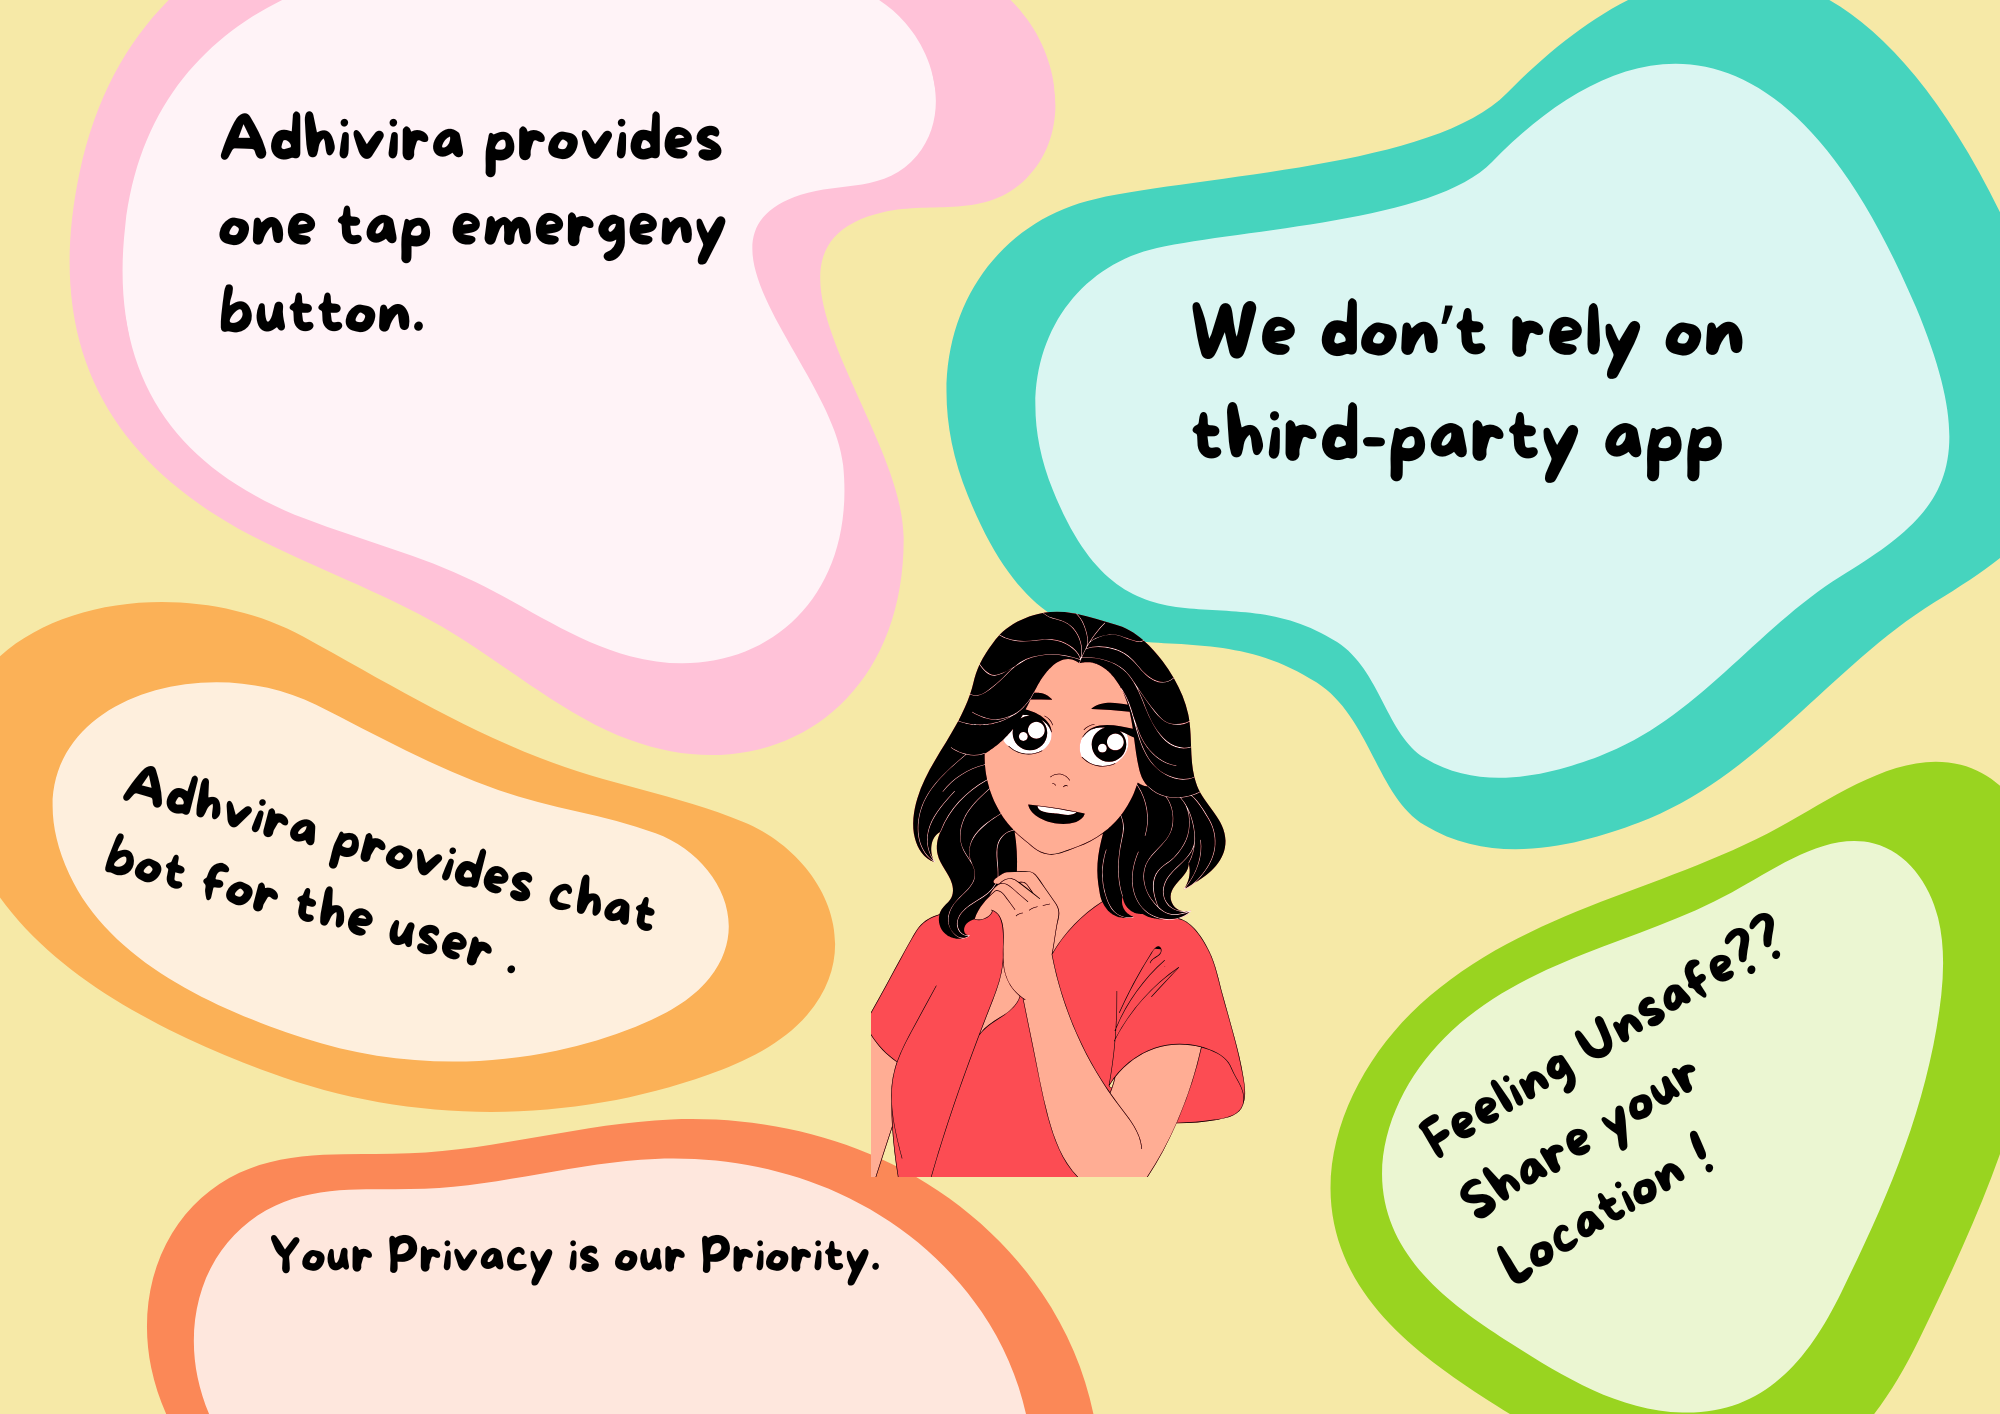 Adhivira provides
one tap emergeny
button.
We don't rely on
third-party app
Adhvira provides chat
bot for the user .
Feeling Unsafe??
Share your
Location !
Your Privacy is our Priority.